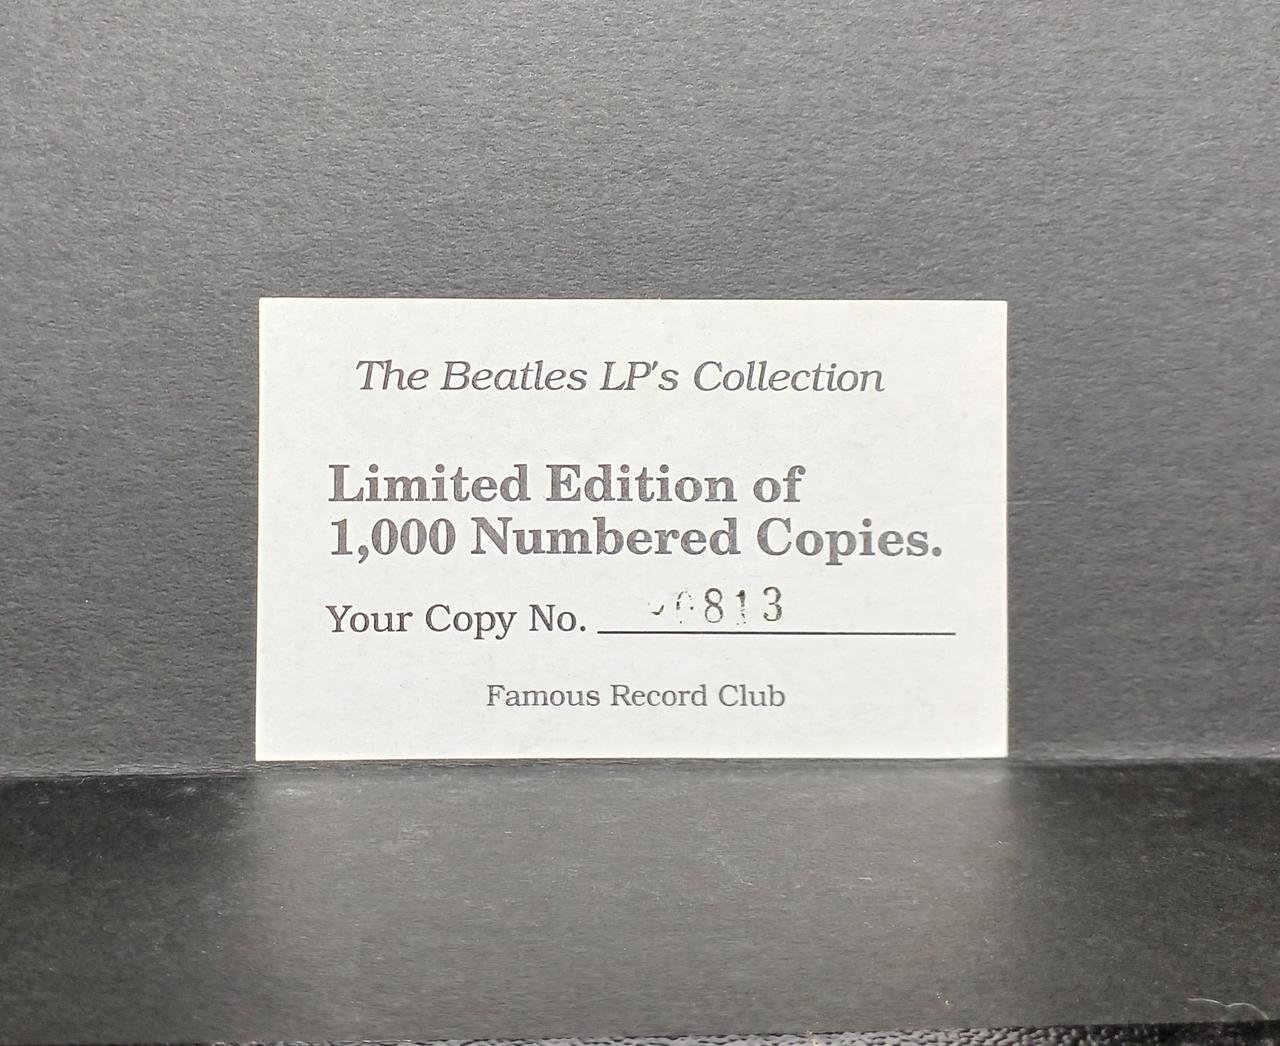 The Beatles LP's Collection
Limited Edition of
1,000 Numbered Copies.
Your Copy No. 00813
Famous Record Club